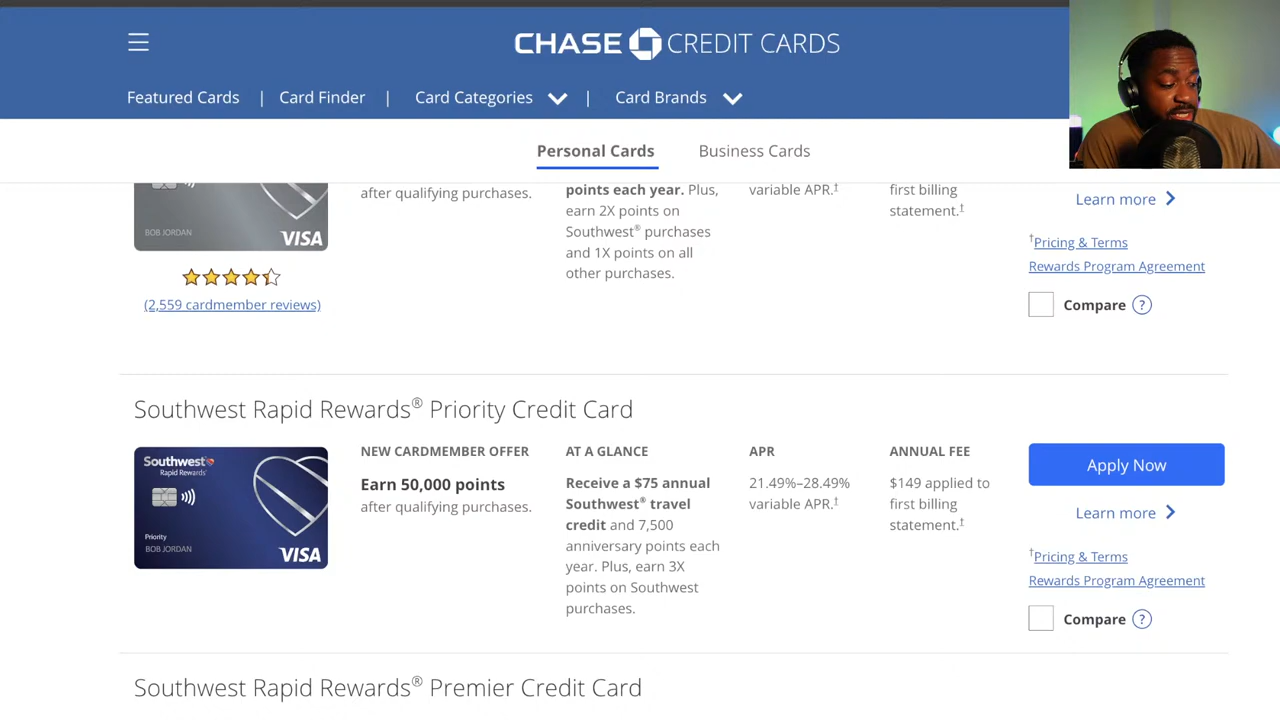 CHASE CREDIT CARDS
Featured Cards | Card Finder | Card Categories | Card Brands
Personal Cards Business Cards
BOB JORDAN
VISA
(2,559 cardmember reviews)
after qualifying purchases.
points each year. Plus,
earn 2X points on
Southwest® purchases
and 1X points on all
other purchases.
variable APR.†
first billing
statement.†
Learn more
†Pricing & Terms
Rewards Program Agreement
Compare ?
Southwest Rapid Rewards® Priority Credit Card
Southwest
Rapid Rewards®
Priority
BOB JORDAN
VISA
NEW CARDMEMBER OFFER
Earn 50,000 points
after qualifying purchases.
AT A GLANCE
Receive a $75 annual
Southwest® travel
credit and 7,500
anniversary points each
year. Plus, earn 3X
points on Southwest
purchases.
APR
21.49%–28.49%
variable APR.†
ANNUAL FEE
$149 applied to
first billing
statement.†
Apply Now
Learn more
†Pricing & Terms
Rewards Program Agreement
Compare ?
Southwest Rapid Rewards® Premier Credit Card